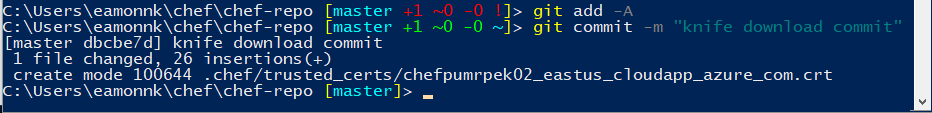 C:\Users\eamonnk\chef\chef-repo [master +1 ~0 -0 !]> git add -A
C:\Users\eamonnk\chef\chef-repo [master +1 ~0 -0 ~]> git commit -m "knife download commit"
[master dbcbe7d] knife download commit
 1 file changed, 26 insertions(+)
 create mode 100644 .chef/trusted_certs/chefpumrpek02_eastus_cloudapp_azure_com.crt
C:\Users\eamonnk\chef\chef-repo [master]> _